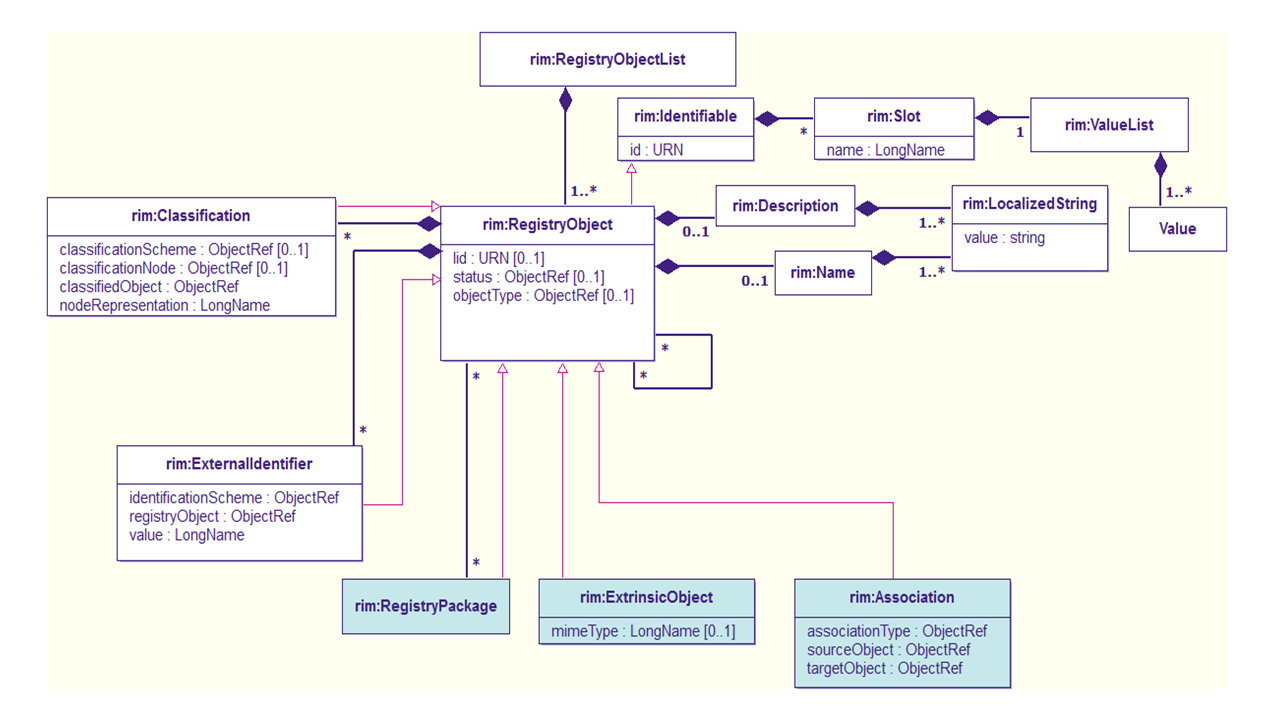 rim:RegistryObjectList
rim:Identifiable
id : URN
*
rim:Slot
name : LongName
1
rim:ValueList
1..*
Value
1..*
rim:Classification
classificationScheme : ObjectRef [0..1]
classificationNode : ObjectRef [0..1]
classifiedObject : ObjectRef
nodeRepresentation : LongName
*
rim:RegistryObject
lid : URN [0..1]
status : ObjectRef [0..1]
objectType : ObjectRef [0..1]
0..1
rim:Description
1..*
rim:LocalizedString
value : string
0..1
rim:Name
1..*
*
*
*
*
rim:ExternalIdentifier
identificationScheme : ObjectRef
registryObject : ObjectRef
value : LongName
*
rim:RegistryPackage
rim:ExtrinsicObject
mimeType : LongName [0..1]
rim:Association
associationType : ObjectRef
sourceObject : ObjectRef
targetObject : ObjectRef